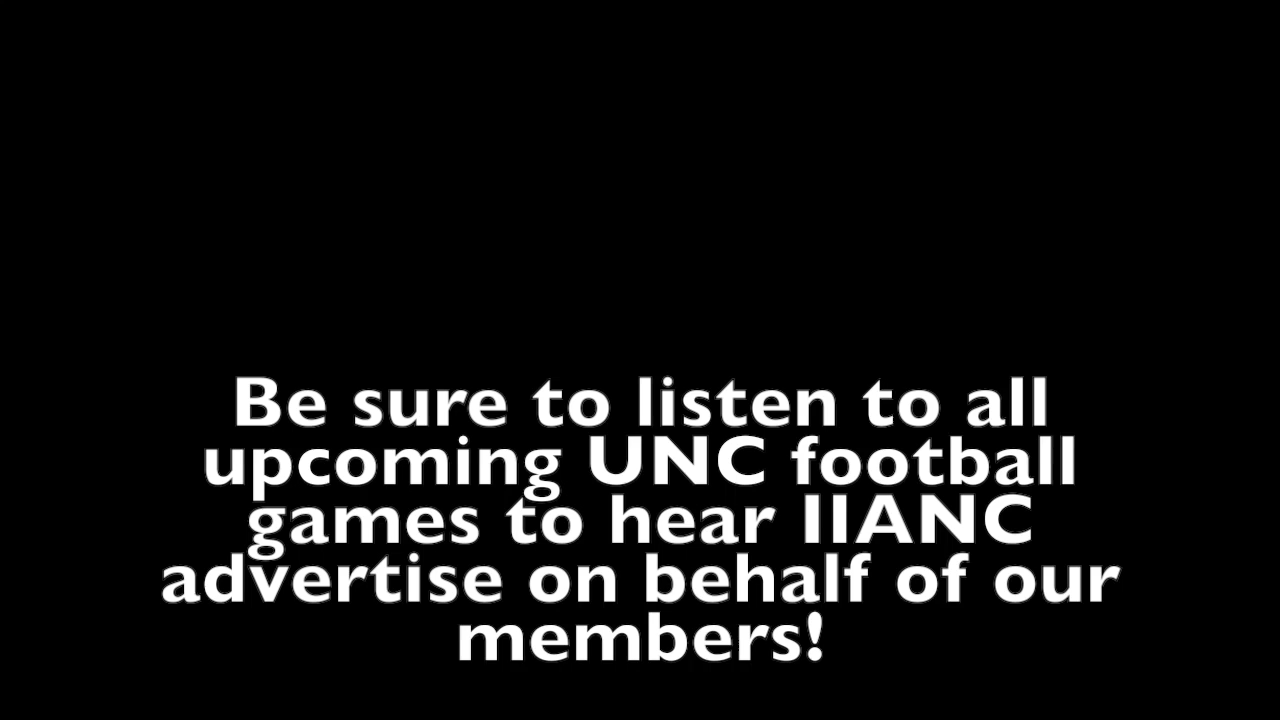 Be sure to listen to all
upcoming UNC football
games to hear IIANC
advertise on behalf of our
members!